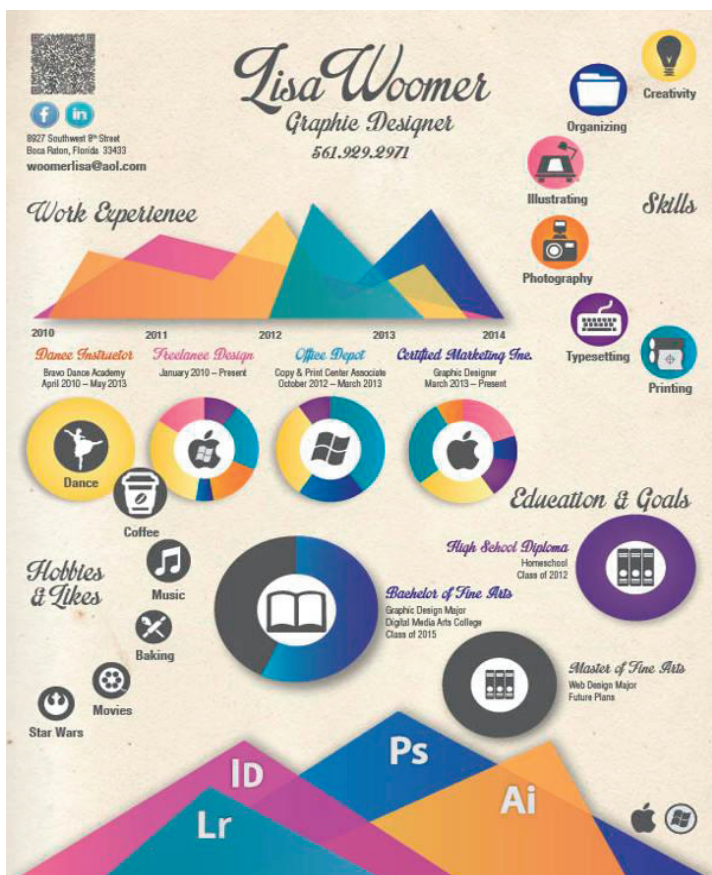 Lisa Woomer
Graphic Designer
561.929.2971
8927 Southwest 8th Street
Boca Raton, Florida 33433
woomerlisa@aol.com
Creativity
Organizing
Illustrating
Skills
Photography
Typesetting
Printing
Work Experience
2010
2011
2012
2013
2014
Dance Instructor
Bravo Dance Academy
April 2010 – May 2013
Freelance Design
January 2010 – Present
Office Depot
Copy & Print Center Associate
October 2012 – March 2013
Certified Marketing Inc.
Graphic Designer
March 2013 – Present
Dance
Coffee
Music
Baking
Movies
Star Wars
Hobbies
& Likes
Education & Goals
High School Diploma
Homeschool
Class of 2012
Bachelor of Fine Arts
Graphic Design Major
Digital Media Arts College
Class of 2015
Master of Fine Arts
Web Design Major
Future Plans
Lr
ID
Ps
Ai
f
in